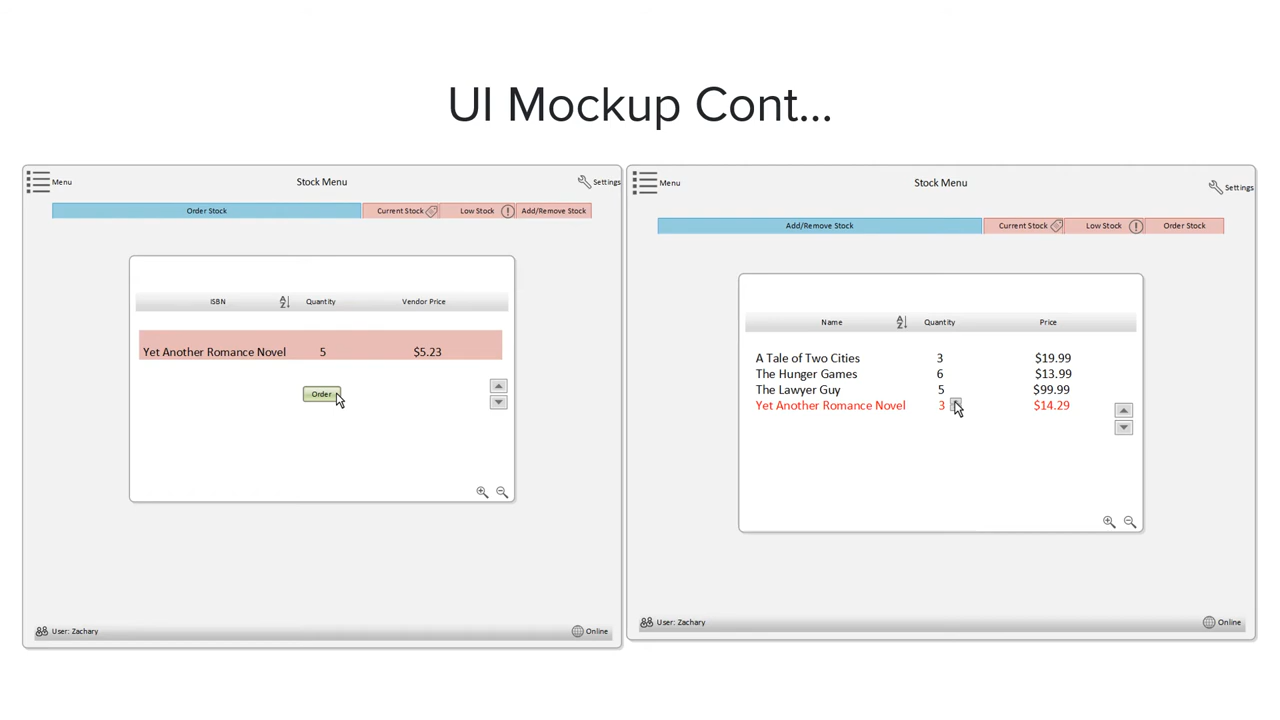 UI Mockup Cont...
Menu
Stock Menu
Settings
Order Stock
Current Stock
Low Stock
Add/Remove Stock
ISBN
Quantity
Vendor Price
Yet Another Romance Novel 5 $5.23
Order
User: Zachary
Online
Menu
Stock Menu
Settings
Add/Remove Stock
Current Stock
Low Stock
Order Stock
Name
Quantity
Price
A Tale of Two Cities 3 $19.99
The Hunger Games 6 $13.99
The Lawyer Guy 5 $99.99
Yet Another Romance Novel 3 $14.29
User: Zachary
Online